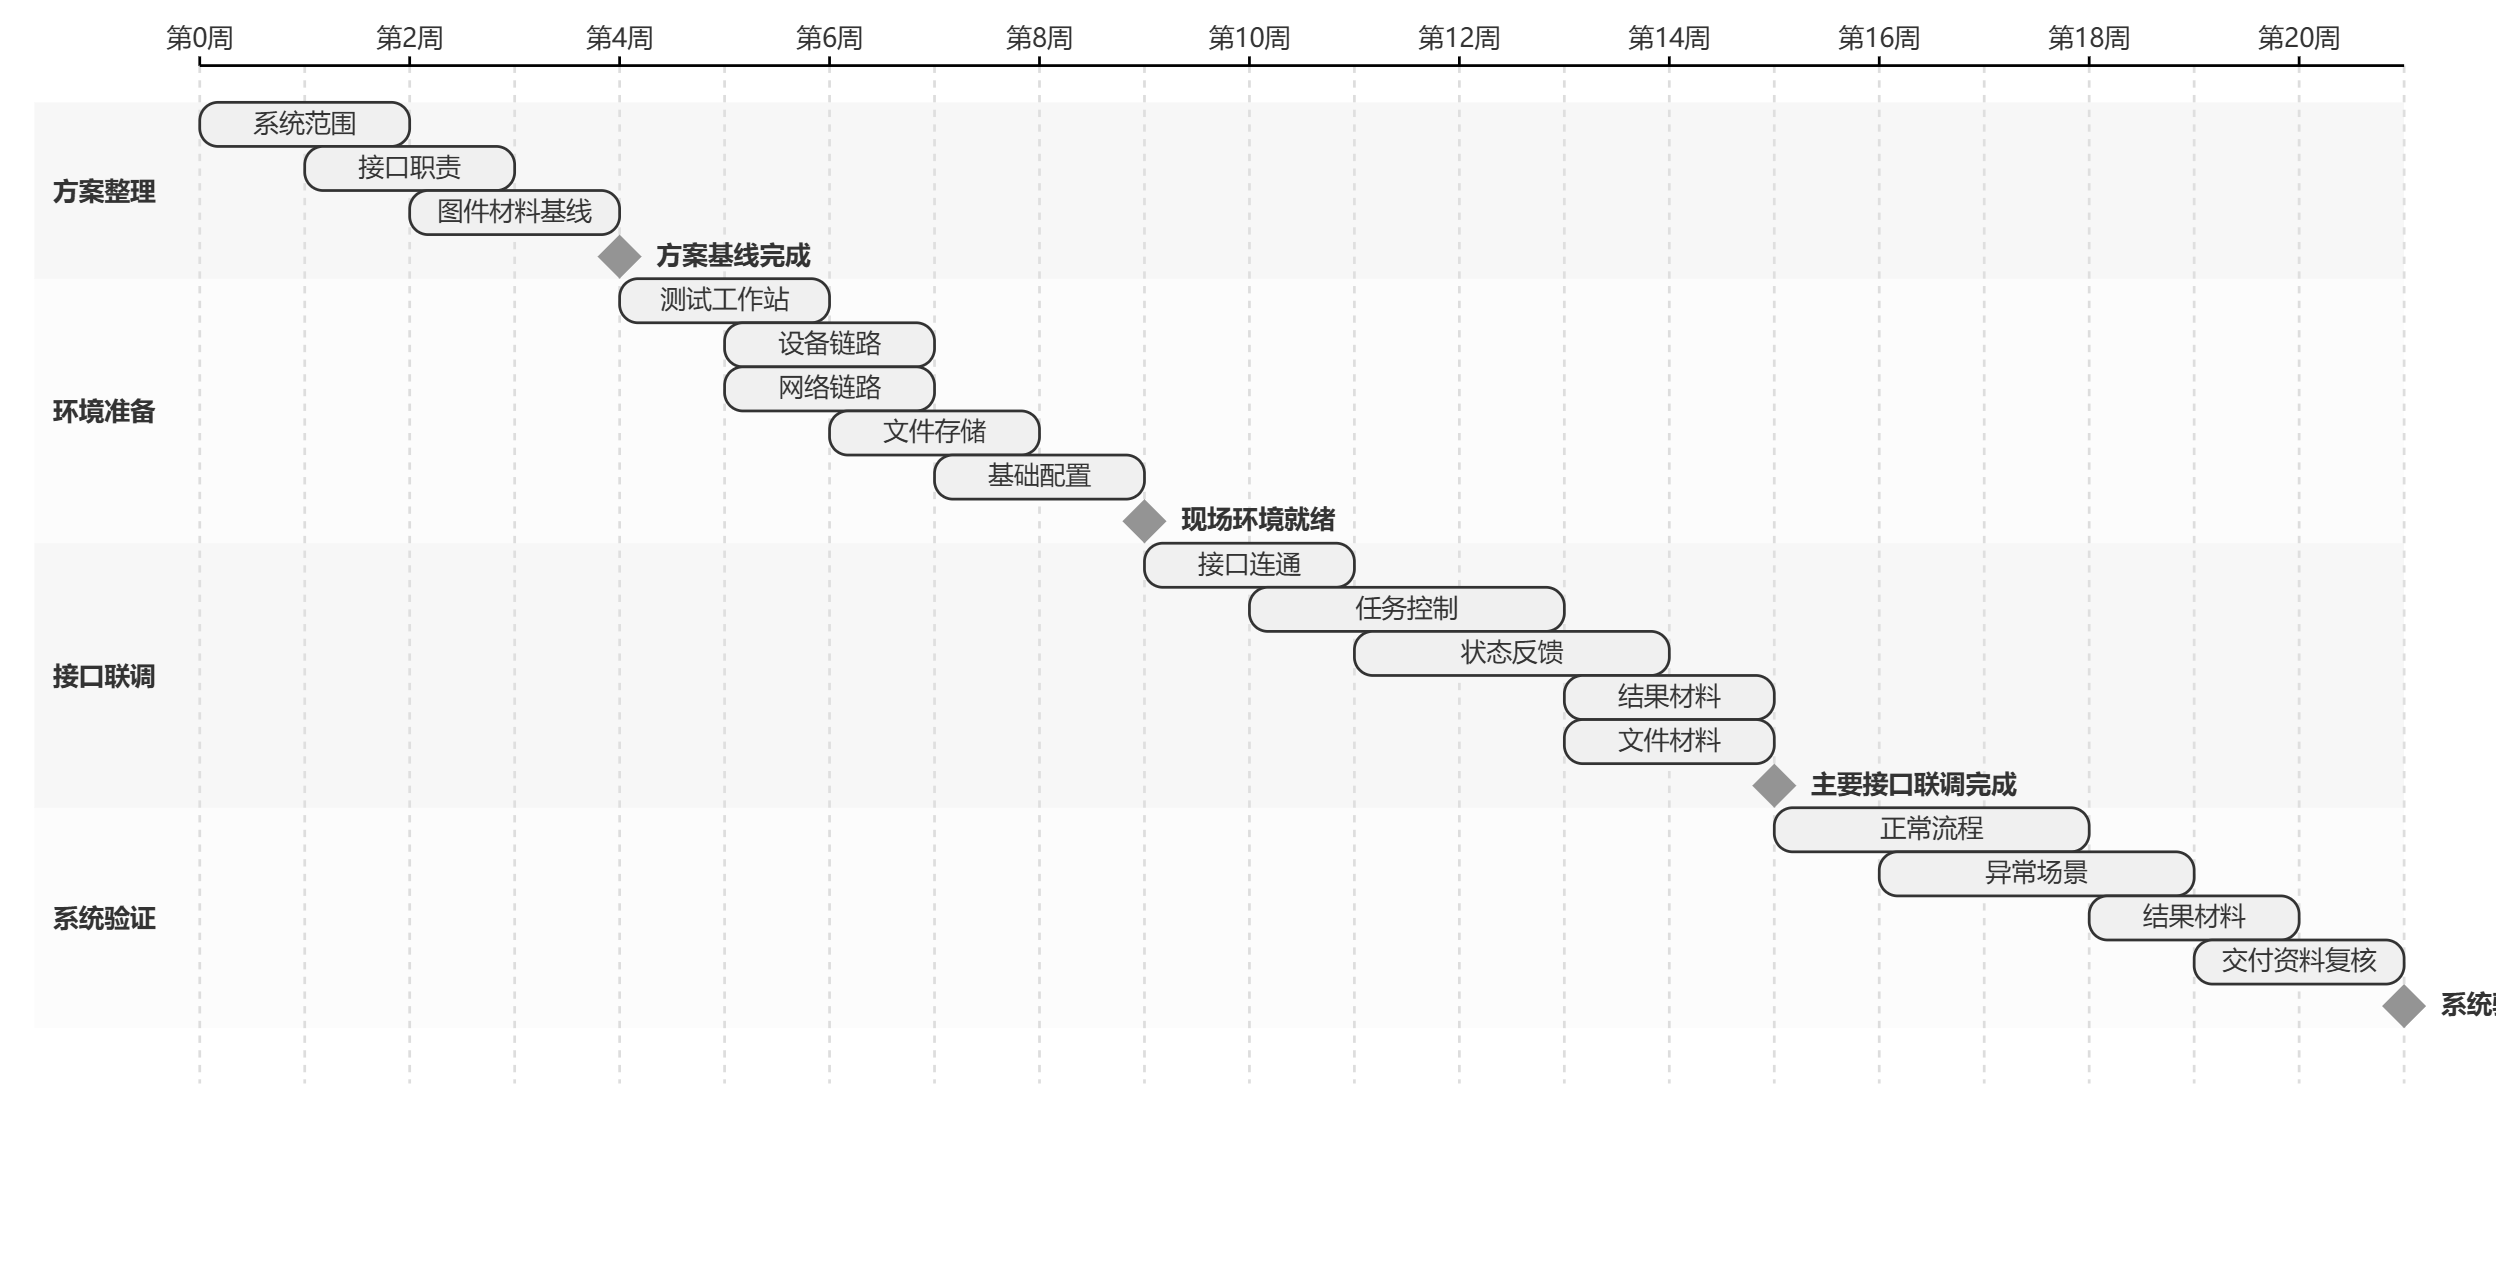 第0周 第2周 第4周 第6周 第8周 第10周 第12周 第14周 第16周 第18周 第20周
方案整理
系统范围
接口职责
图件材料基线
方案基线完成
环境准备
测试工作站
设备链路
网络链路
文件存储
基础配置
现场环境就绪
接口联调
接口连通
任务控制
状态反馈
结果材料
文件材料
主要接口联调完成
系统验证
正常流程
异常场景
结果材料
交付资料复核
系统